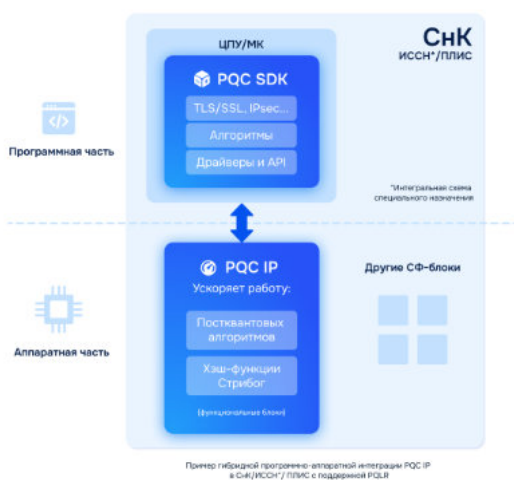 СнК
ИССН*/ПЛИС
ЦПУ/МК
PQC SDK
TLS/SSL, IPsec...
Алгоритмы
Драйверы и API
Программная часть
*Интегральная схема
специального назначения
PQC IP
Ускоряет работу:
Постквантовых
алгоритмов
Хэш-функции
Стрибог
(функциональные блоки)
Другие СФ-блоки
Аппаратная часть
Пример гибридной программно-аппаратной интеграции PQC IP
в СнК/ИССН*/ ПЛИС с поддержкой PQLR